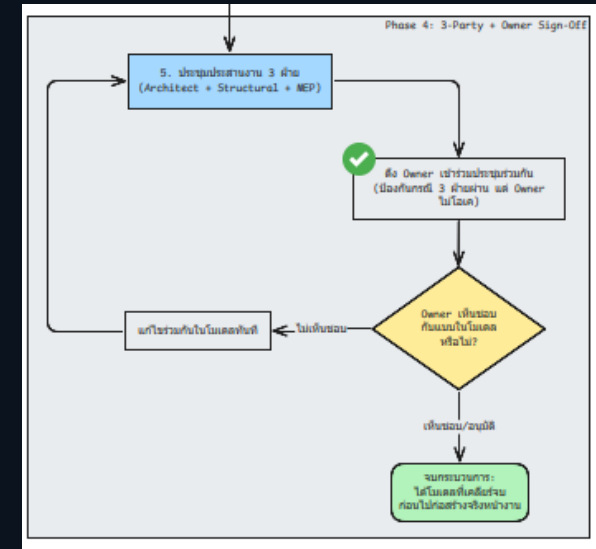 Phase 4: 3-Party + Owner Sign-Off
5. ประชุมประสานงาน 3 ฝ่าย
(Architect + Structural + MEP)
ดึง Owner เข้าร่วมประชุมร่วมกัน
(ป้องกันกรณี 3 ฝ่ายผ่าน แต่ Owner
ไม่โอเค)
Owner เห็นชอบ
กับแบบในโมเดล
หรือไม่?
ไม่เห็นชอบ
แก้ไขร่วมกันในโมเดลทันที
เห็นชอบ/อนุมัติ
จบกระบวนการ:
ได้โมเดลที่เคลียร์จบ
ก่อนไปก่อสร้างจริงหน้างาน